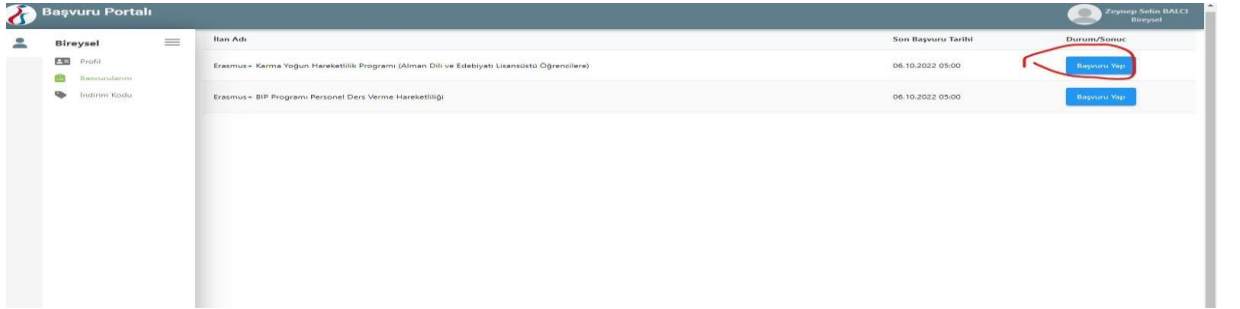 Başvuru Portalı
Zeynep Selin BALCI
Bireysel
Bireysel
Profil
Başvurularım
İndirim Kodu
İlan Adı Son Başvuru Tarihi Durum/Sonuc
Erasmus+ Karma Yoğun Hareketlilik Programı (Alman Dili ve Edebiyatı Lisansüstü Öğrencilere) 06.10.2022 05:00 Başvuru Yap
Erasmus+ BIP Programı Personel Ders Verme Hareketliliği 06.10.2022 05:00 Başvuru Yap